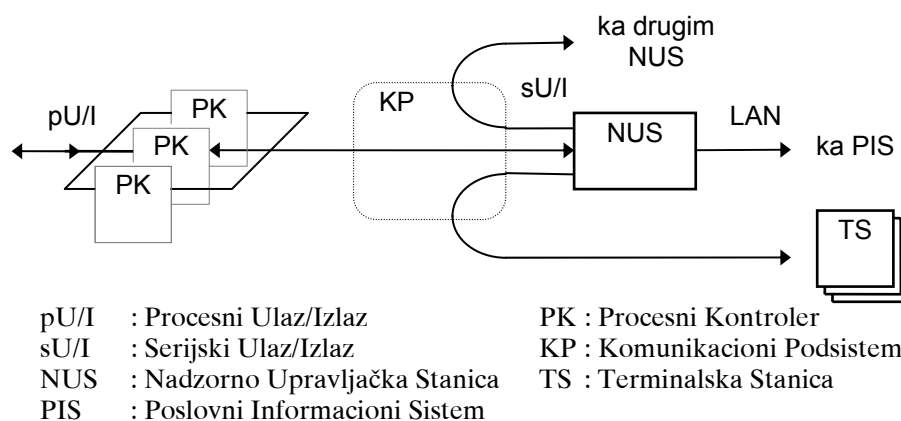 ka drugim
NUS
sU/I
KP
PK
pU/I
PK
PK
NUS
LAN
ka PIS
TS
pU/I : Procesni Ulaz/Izlaz
sU/I : Serijski Ulaz/Izlaz
NUS : Nadzorno Upravljačka Stanica
PIS : Poslovni Informacioni Sistem
PK : Procesni Kontroler
KP : Komunikacioni Podsistem
TS : Terminalska Stanica